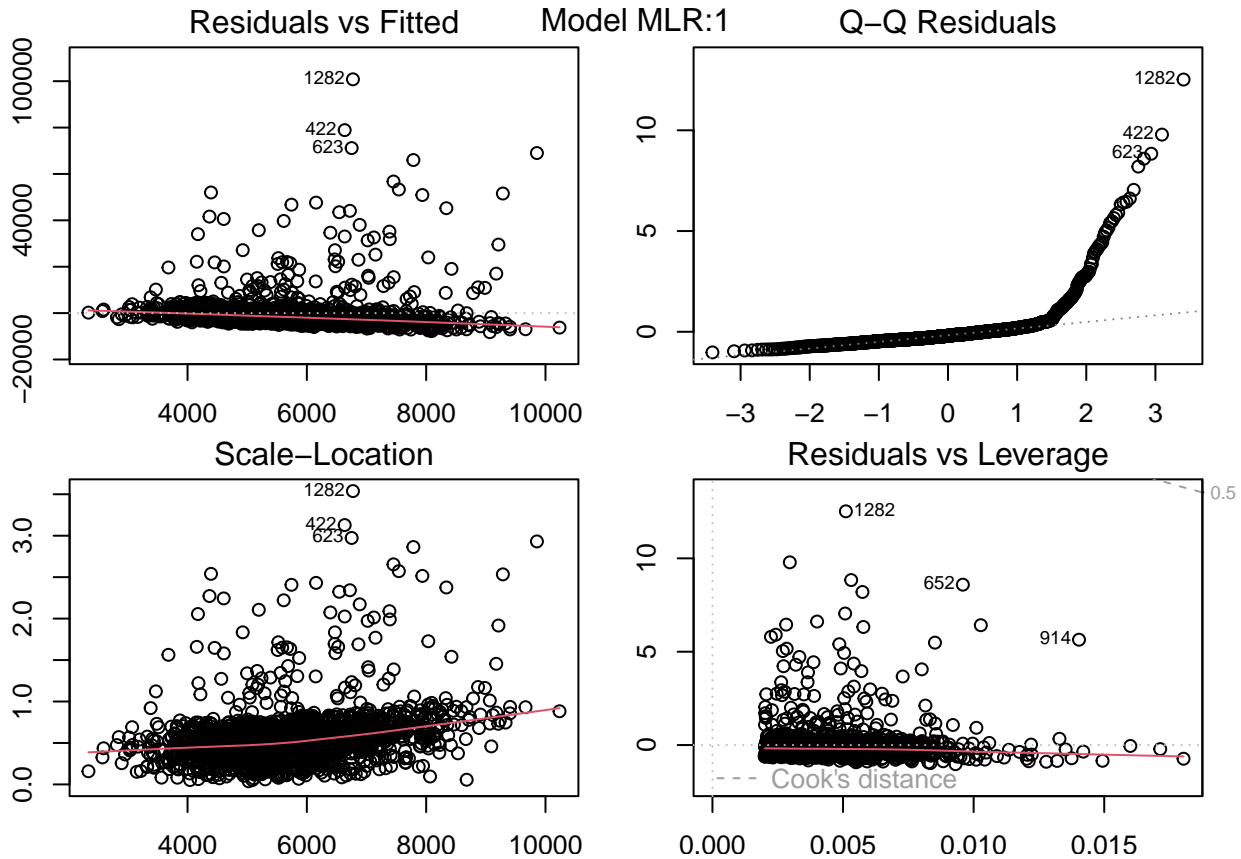 Model MLR:1
Residuals vs Fitted
100000
40000
−20000
1282
422
623
4000 6000 8000 10000
Q−Q Residuals
10
5
0
1282
422
623
−3 −2 −1 0 1 2 3
Scale−Location
3.0
2.0
1.0
0.0
1282
422
623
4000 6000 8000 10000
Residuals vs Leverage
10
5
0
0.5
1282
652
914
Cook's distance
0.000 0.005 0.010 0.015